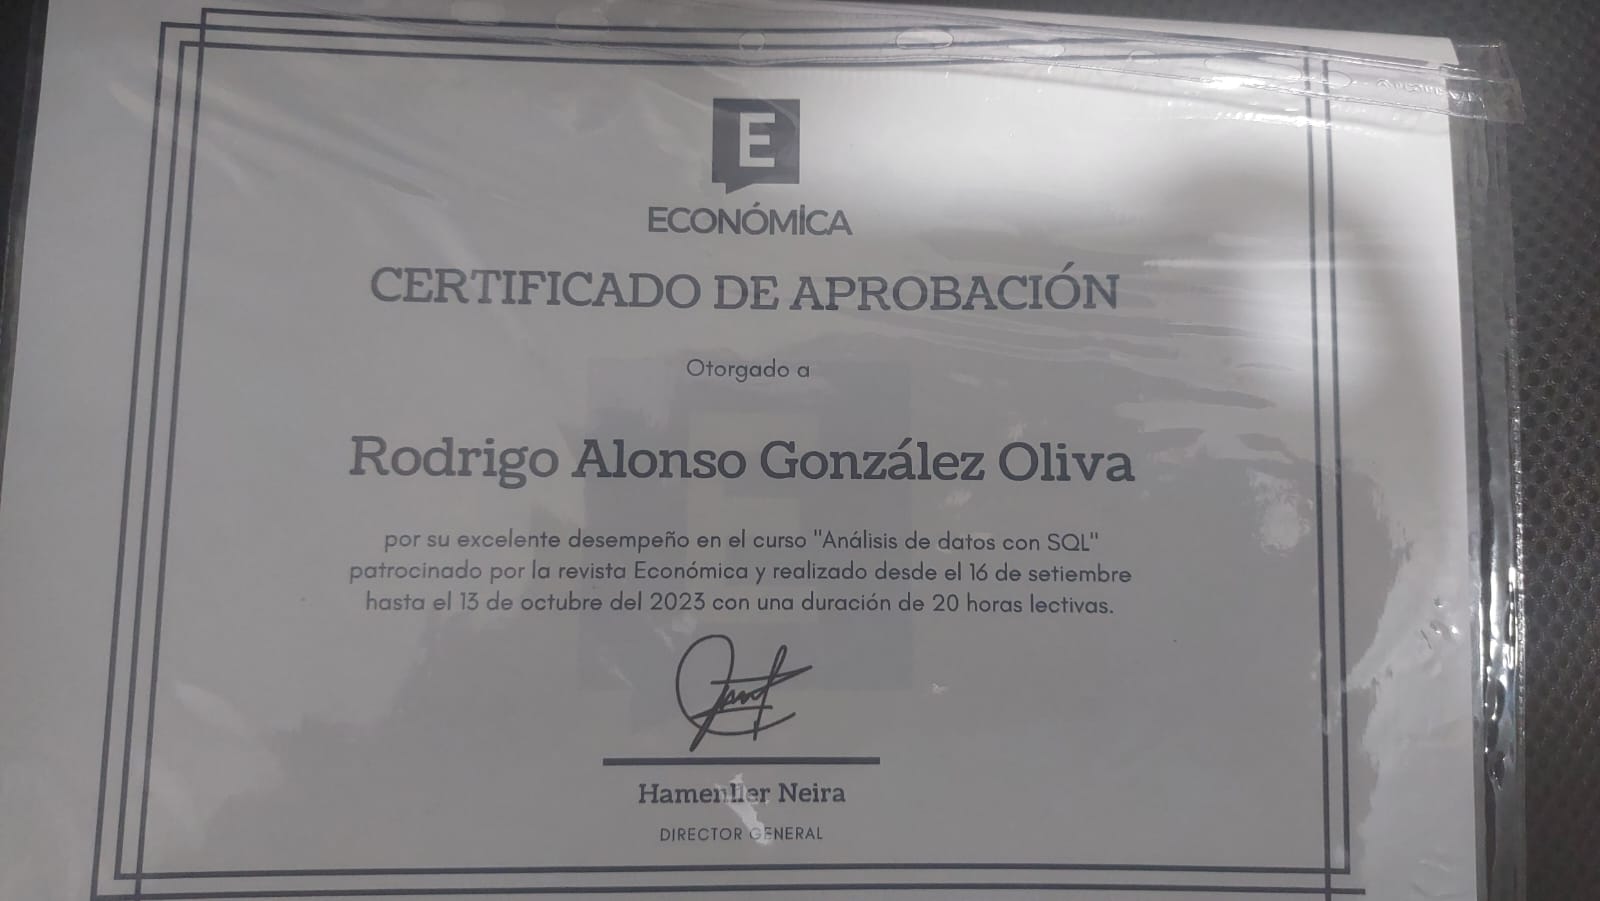 E
ECONÓMICA
CERTIFICADO DE APROBACIÓN
Otorgado a
Rodrigo Alonso González Oliva
por su excelente desempeño en el curso "Análisis de datos con SQL"
patrocinado por la revista Económica y realizado desde el 16 de setiembre
hasta el 13 de octubre del 2023 con una duración de 20 horas lectivas.
Hamenller Neira
DIRECTOR GENERAL